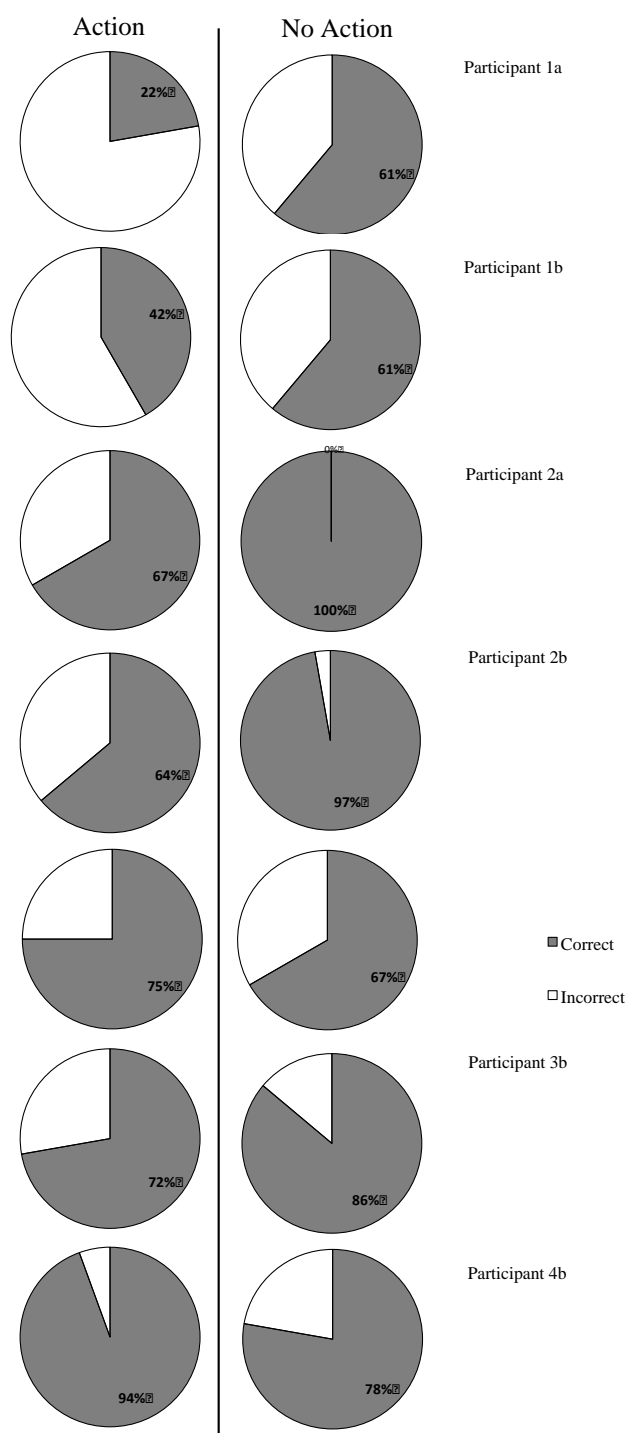 Action
No Action
Participant 1a
22%
61%
Participant 1b
42%
61%
Participant 2a
0%
67%
100%
Participant 2b
64%
97%
75%
67%
Correct
Incorrect
Participant 3b
72%
86%
Participant 4b
94%
78%